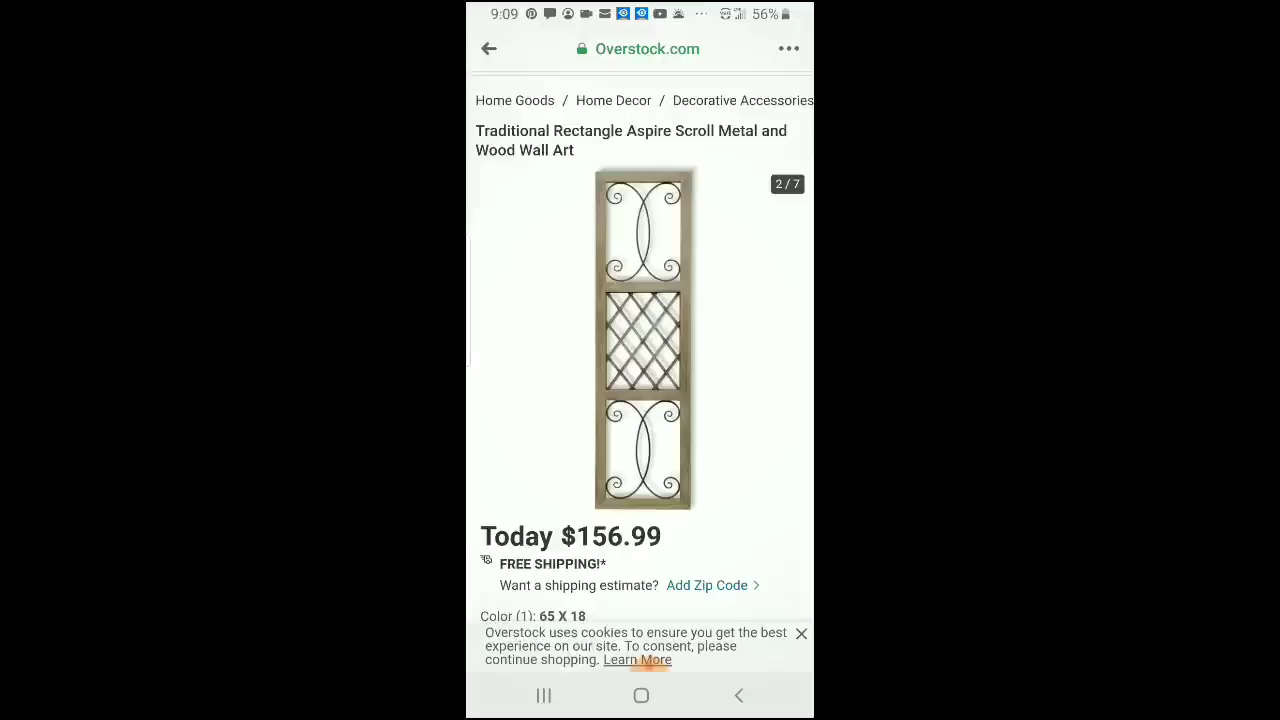 9:09
56%
Overstock.com
Home Goods / Home Decor / Decorative Accessories
Traditional Rectangle Aspire Scroll Metal and
Wood Wall Art
2 / 7
Today $156.99
FREE SHIPPING!*
Want a shipping estimate? Add Zip Code
Color (1): 65 X 18
Overstock uses cookies to ensure you get the best
experience on our site. To consent, please
continue shopping. Learn More